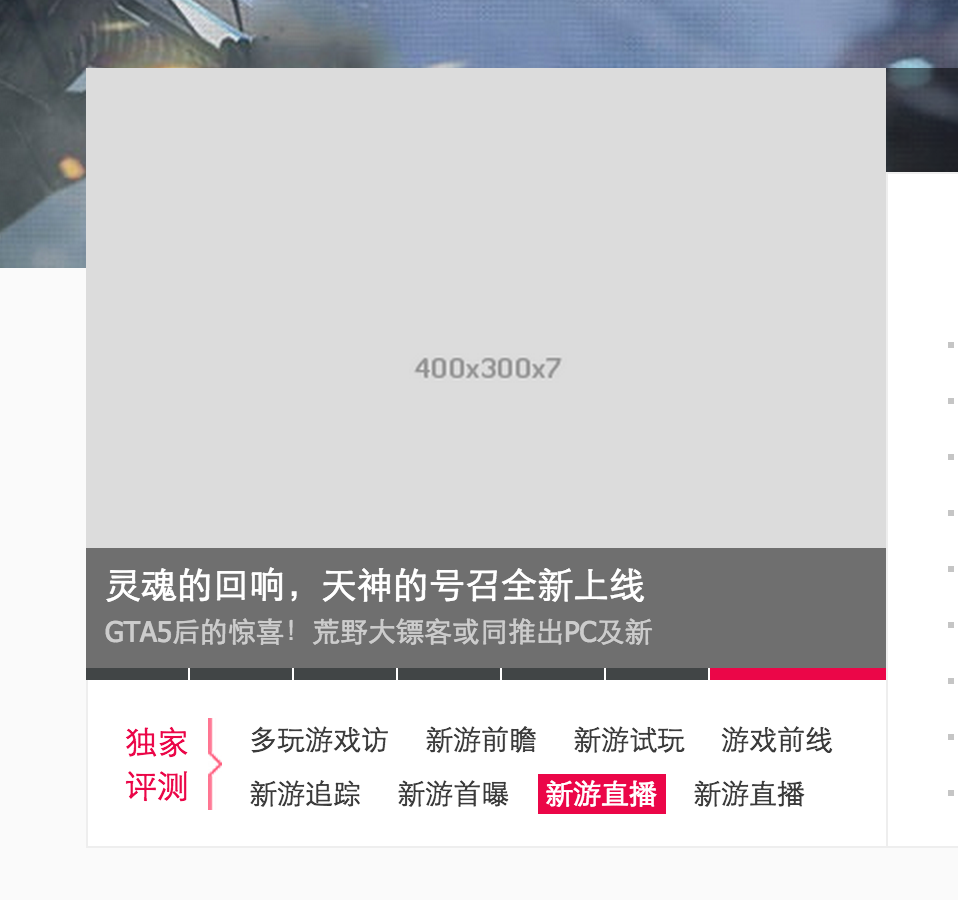 400x300x7
灵魂的回响，天神的号召全新上线
GTA5后的惊喜！荒野大镖客或同推出PC及新
独家
评测
多玩游戏访 新游前瞻 新游试玩 游戏前线
新游追踪 新游首曝 新游直播 新游直播